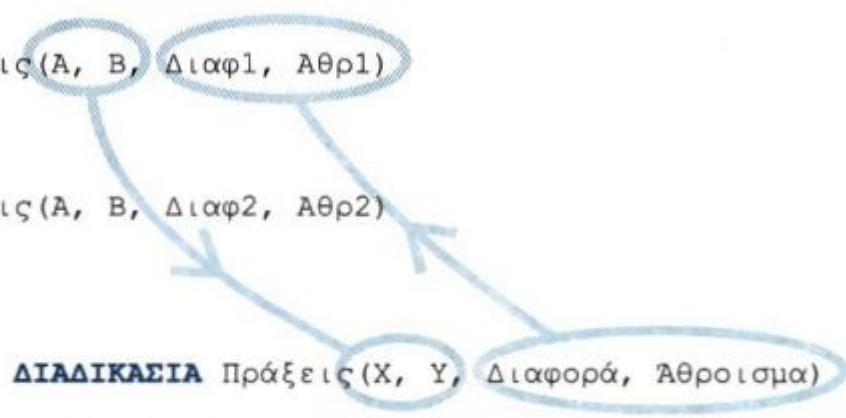 ις(Α, Β, Διαφ1, Αθρ1)
ις(Α, Β, Διαφ2, Αθρ2)
ΔΙΑΔΙΚΑΣΙΑ Πράξεις(Χ, Υ, Διαφορά, Άθροισμα)